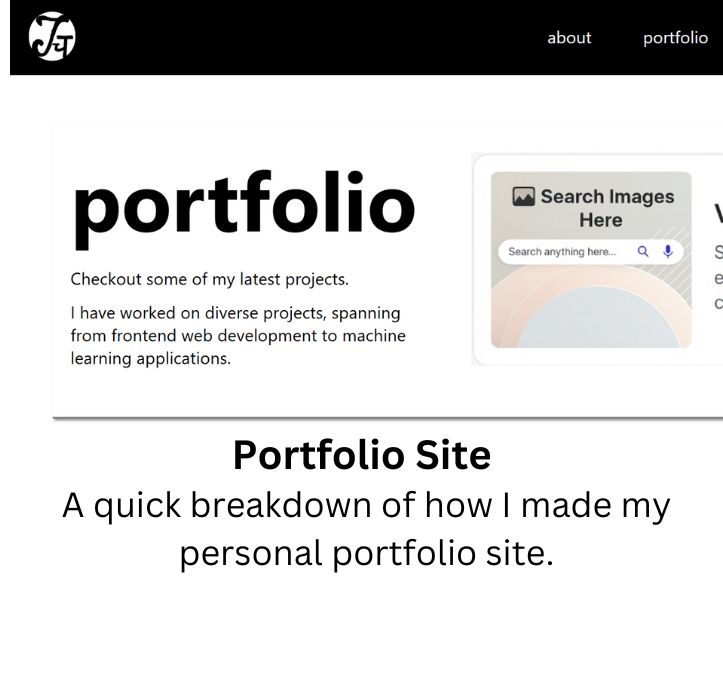 about
portfolio
portfolio
Checkout some of my latest projects.
I have worked on diverse projects, spanning
from frontend web development to machine
learning applications.
Search Images
Here
Search anything here...
Portfolio Site
A quick breakdown of how I made my
personal portfolio site.